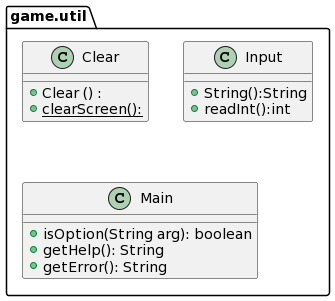 game.util
C Clear
Clear () :
clearScreen():
C Input
String():String
readInt():int
C Main
isOption(String arg): boolean
getHelp(): String
getError(): String